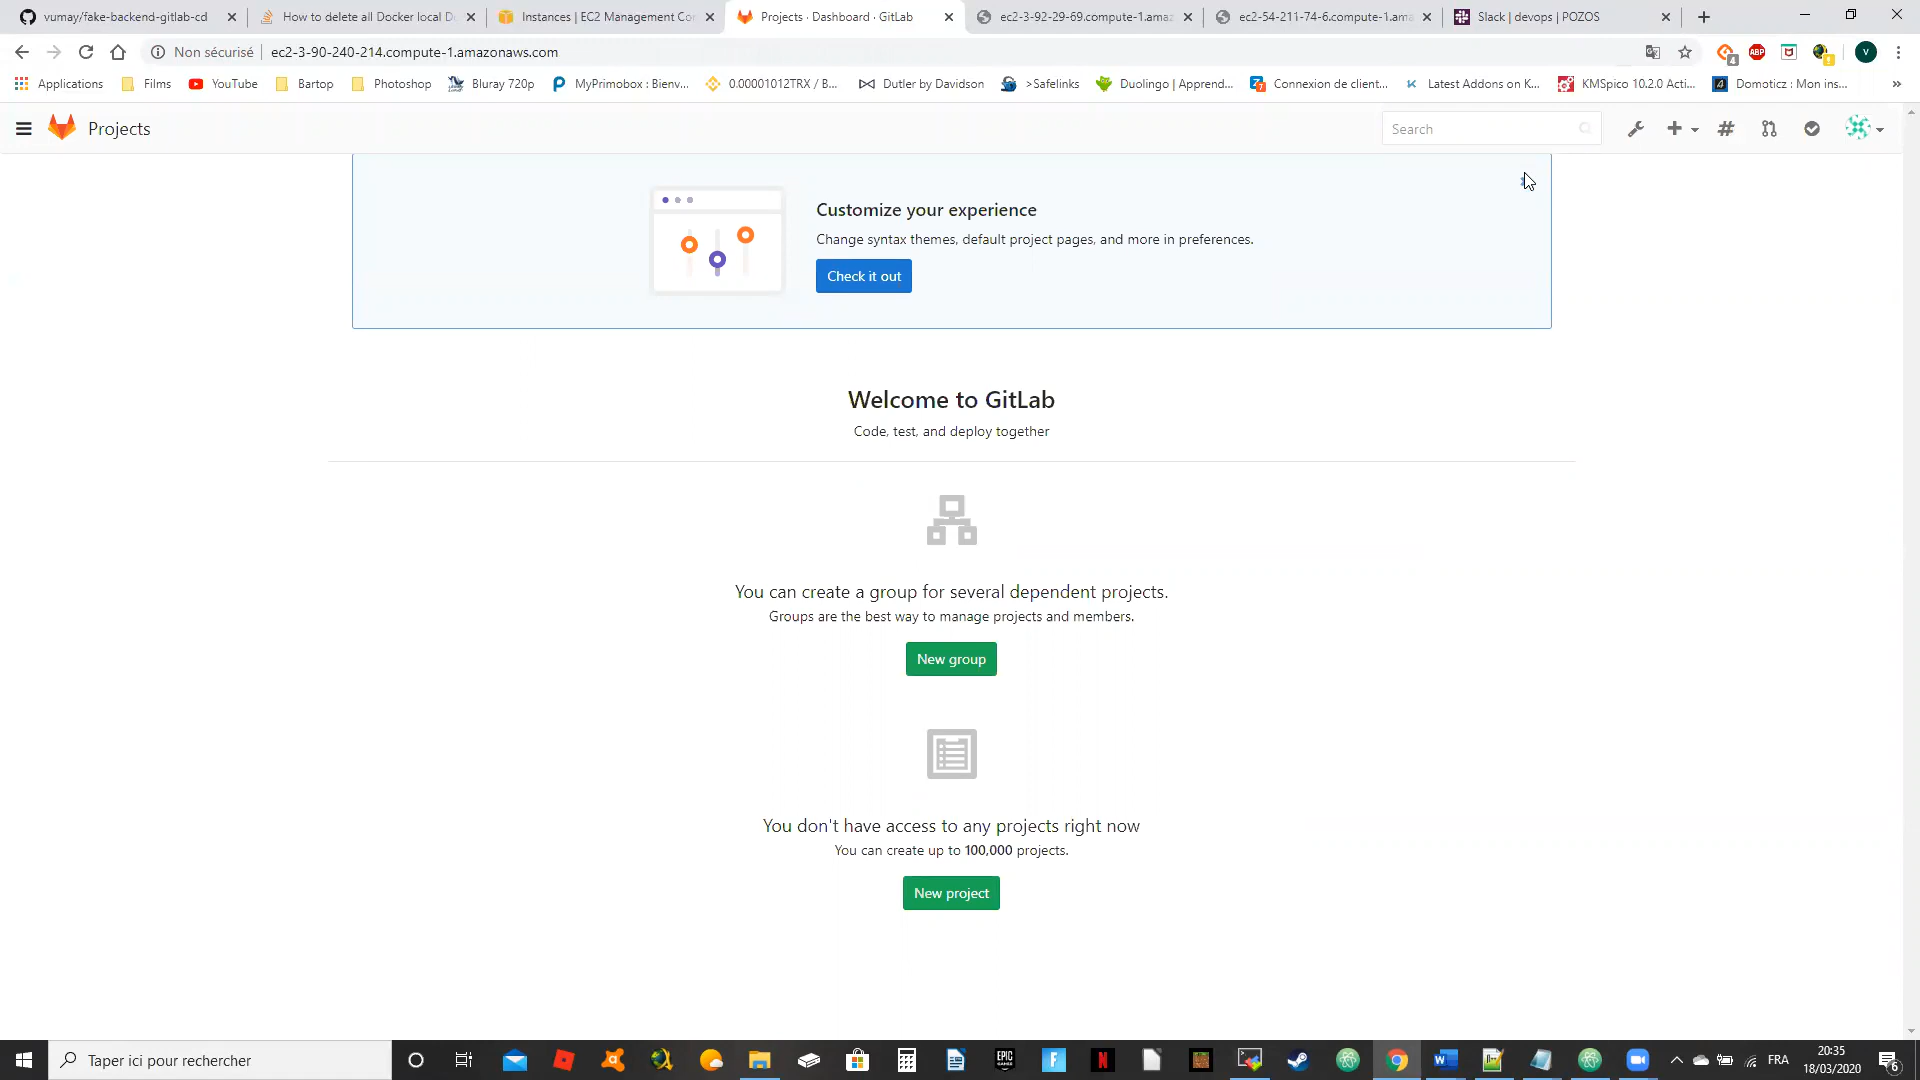 vumay/fake-backend-gitlab-cd
How to delete all Docker local Do
Instances | EC2 Management Con
Projects · Dashboard · GitLab
ec2-3-92-29-69.compute-1.amaz
ec2-54-211-74-6.compute-1.ama
Slack | devops | POZOS
Non sécurisé
ec2-3-90-240-214.compute-1.amazonaws.com
4
ABP
V
Applications
Films
YouTube
Bartop
Photoshop
Bluray 720p
MyPrimobox : Bienv...
0.00001012TRX / B...
Dutler by Davidson
>Safelinks
Duolingo | Apprend...
Connexion de client...
Latest Addons on K...
KMSpico 10.2.0 Acti...
Domoticz : Mon ins...
»
Projects
Search
Customize your experience
Change syntax themes, default project pages, and more in preferences.
Check it out
Welcome to GitLab
Code, test, and deploy together
You can create a group for several dependent projects.
Groups are the best way to manage projects and members.
New group
You don't have access to any projects right now
You can create up to 100,000 projects.
New project
Taper ici pour rechercher
FRA
20:35
18/03/2020
6